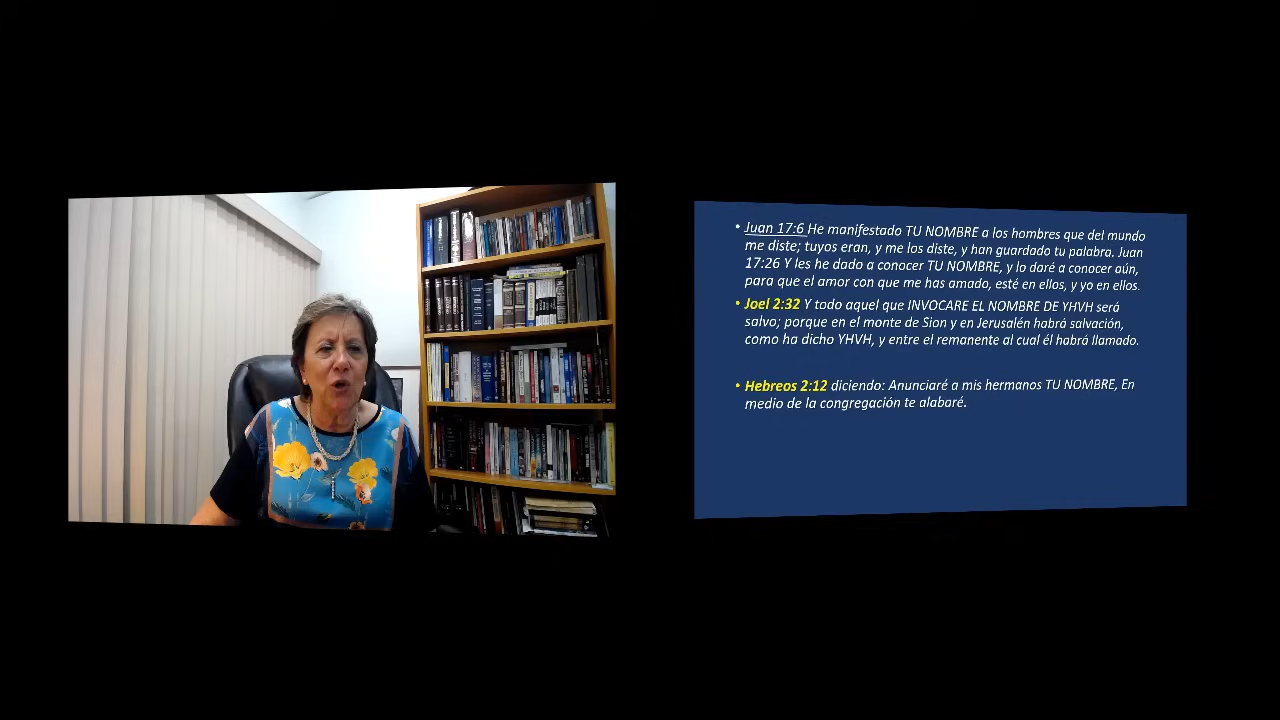 • Juan 17:6 He manifestado TU NOMBRE a los hombres que del mundo
me diste; tuyos eran, y me los diste, y han guardado tu palabra. Juan
17:26 Y les he dado a conocer TU NOMBRE, y lo daré a conocer aún,
para que el amor con que me has amado, esté en ellos, y yo en ellos.
• Joel 2:32 Y todo aquel que INVOCARE EL NOMBRE DE YHVH será
salvo; porque en el monte de Sion y en Jerusalén habrá salvación,
como ha dicho YHVH, y entre el remanente al cual él habrá llamado.
• Hebreos 2:12 diciendo: Anunciaré a mis hermanos TU NOMBRE, En
medio de la congregación te alabaré.